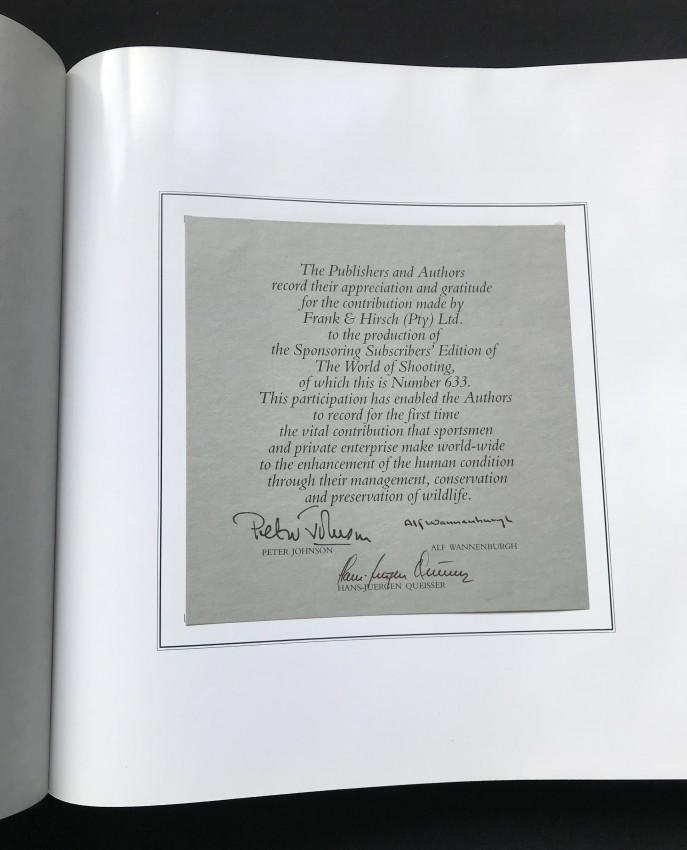 The Publishers and Authors
record their appreciation and gratitude
for the contribution made by
Frank & Hirsch (Pty) Ltd.
to the production of
the Sponsoring Subscribers' Edition of
The World of Shooting,
of which this is Number 633.
This participation has enabled the Authors
to record for the first time
the vital contribution that sportsmen
and private enterprise make world-wide
to the enhancement of the human condition
through their management, conservation
and preservation of wildlife.
Peter Johnson Alf Wannenburgh
PETER JOHNSON ALF WANNENBURGH
Hans-Juergen Queisser
HANS-JUERGEN QUEISSER